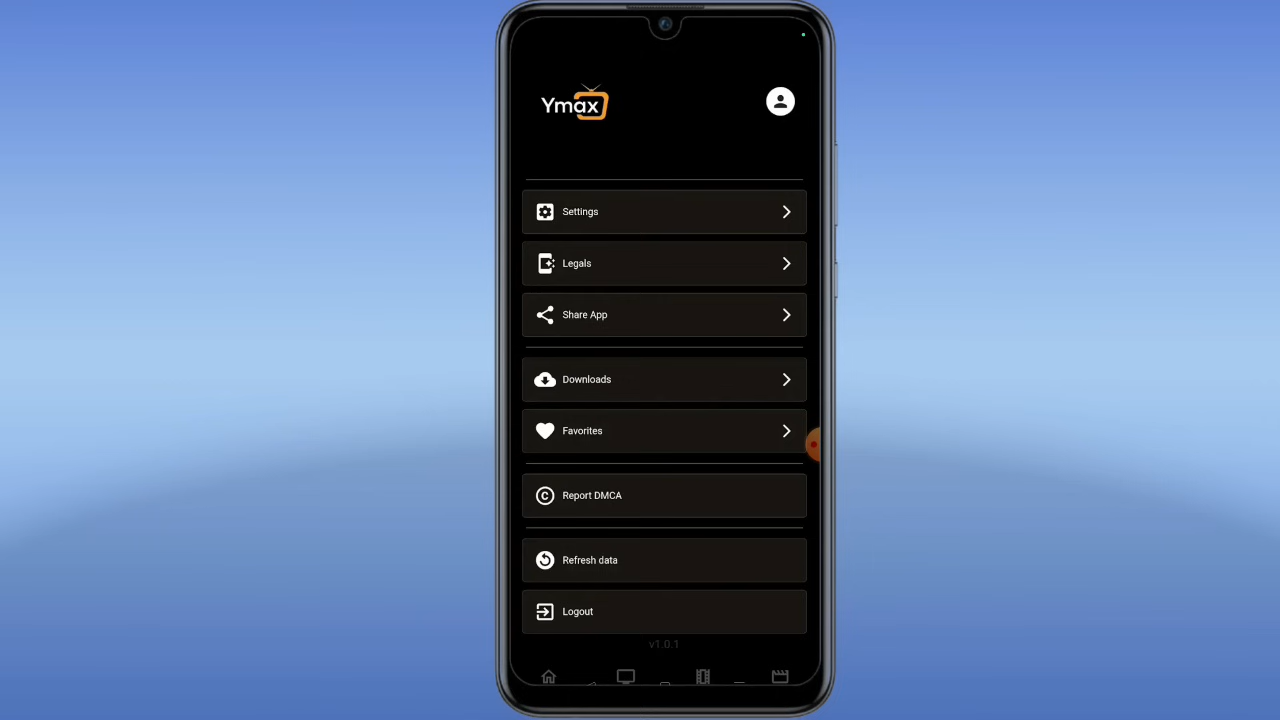 Ymax
Settings
Legals
Share App
Downloads
Favorites
Report DMCA
Refresh data
Logout
v1.0.1